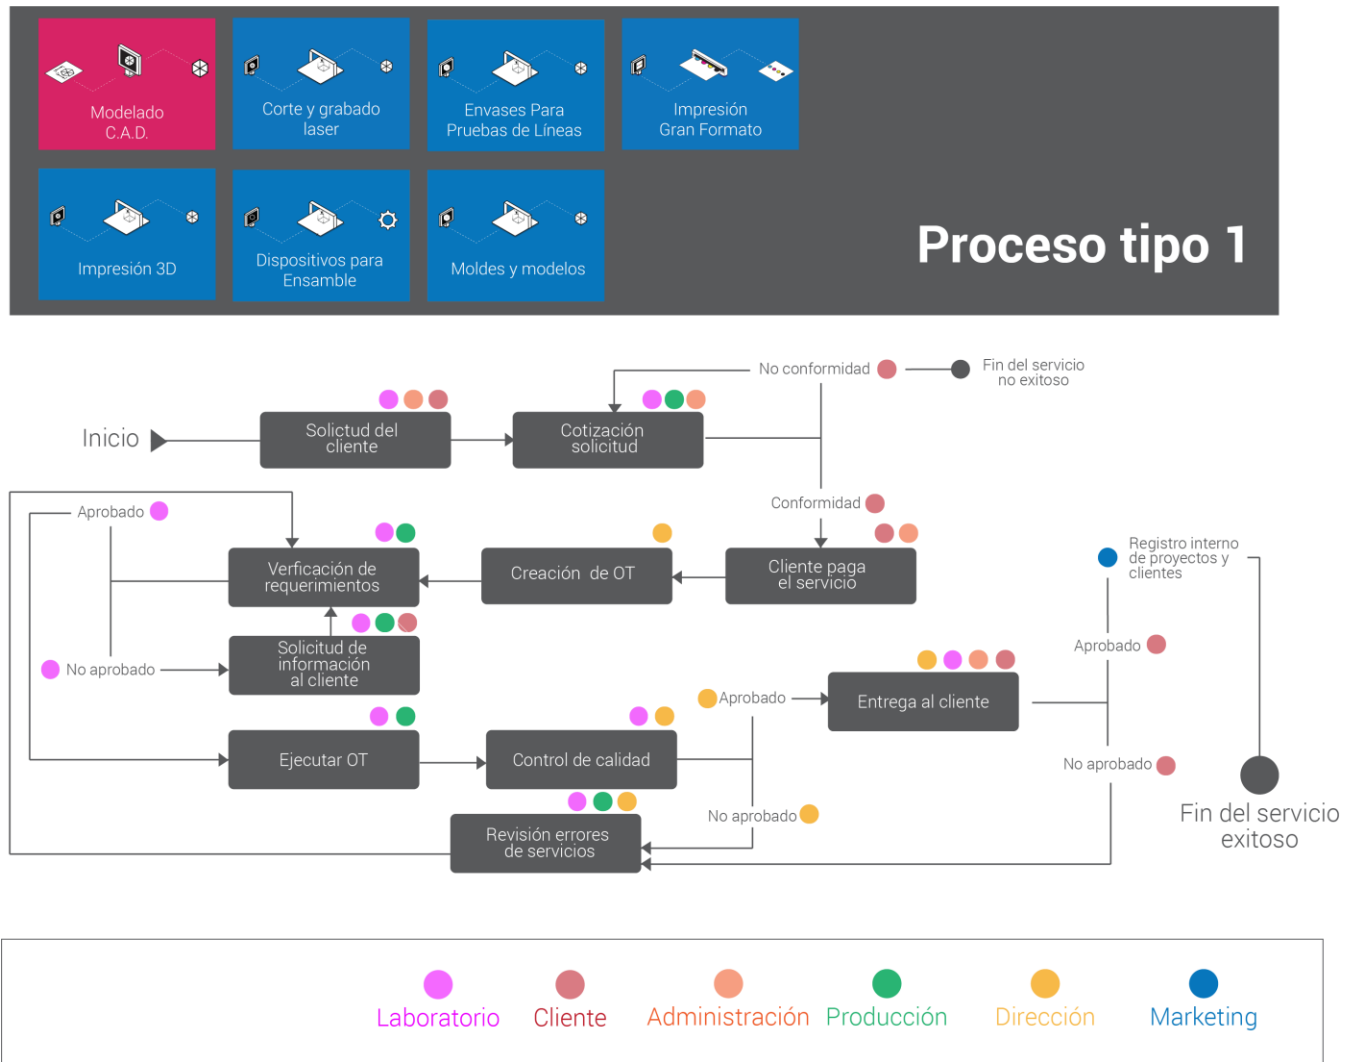 Modelado
C.A.D.
Corte y grabado
laser
Envases Para
Pruebas de Líneas
Impresión
Gran Formato
Impresión 3D
Dispositivos para
Ensamble
Moldes y modelos
Proceso tipo 1
No conformidad
Fin del servicio
no exitoso
Inicio
Solictud del
cliente
Cotización
solicitud
Conformidad
Aprobado
Verficación de
requerimientos
Creación de OT
Cliente paga
el servicio
Registro interno
de proyectos y
clientes
No aprobado
Solicitud de
información
al cliente
Aprobado
Entrega al cliente
Aprobado
Ejecutar OT
Control de calidad
No aprobado
No aprobado
Revisión errores
de servicios
Fin del servicio
exitoso
Laboratorio
Cliente
Administración
Producción
Dirección
Marketing